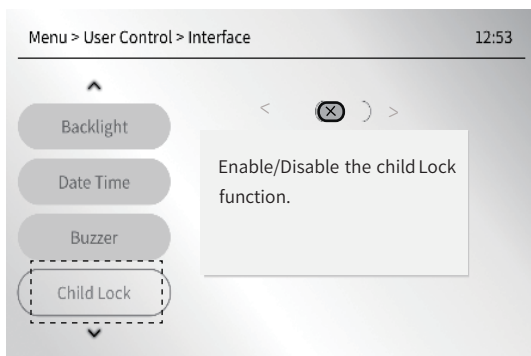 Menu > User Control > Interface 12:53
Backlight
Date Time
Buzzer
Child Lock
< >
Enable/Disable the child Lock
function.